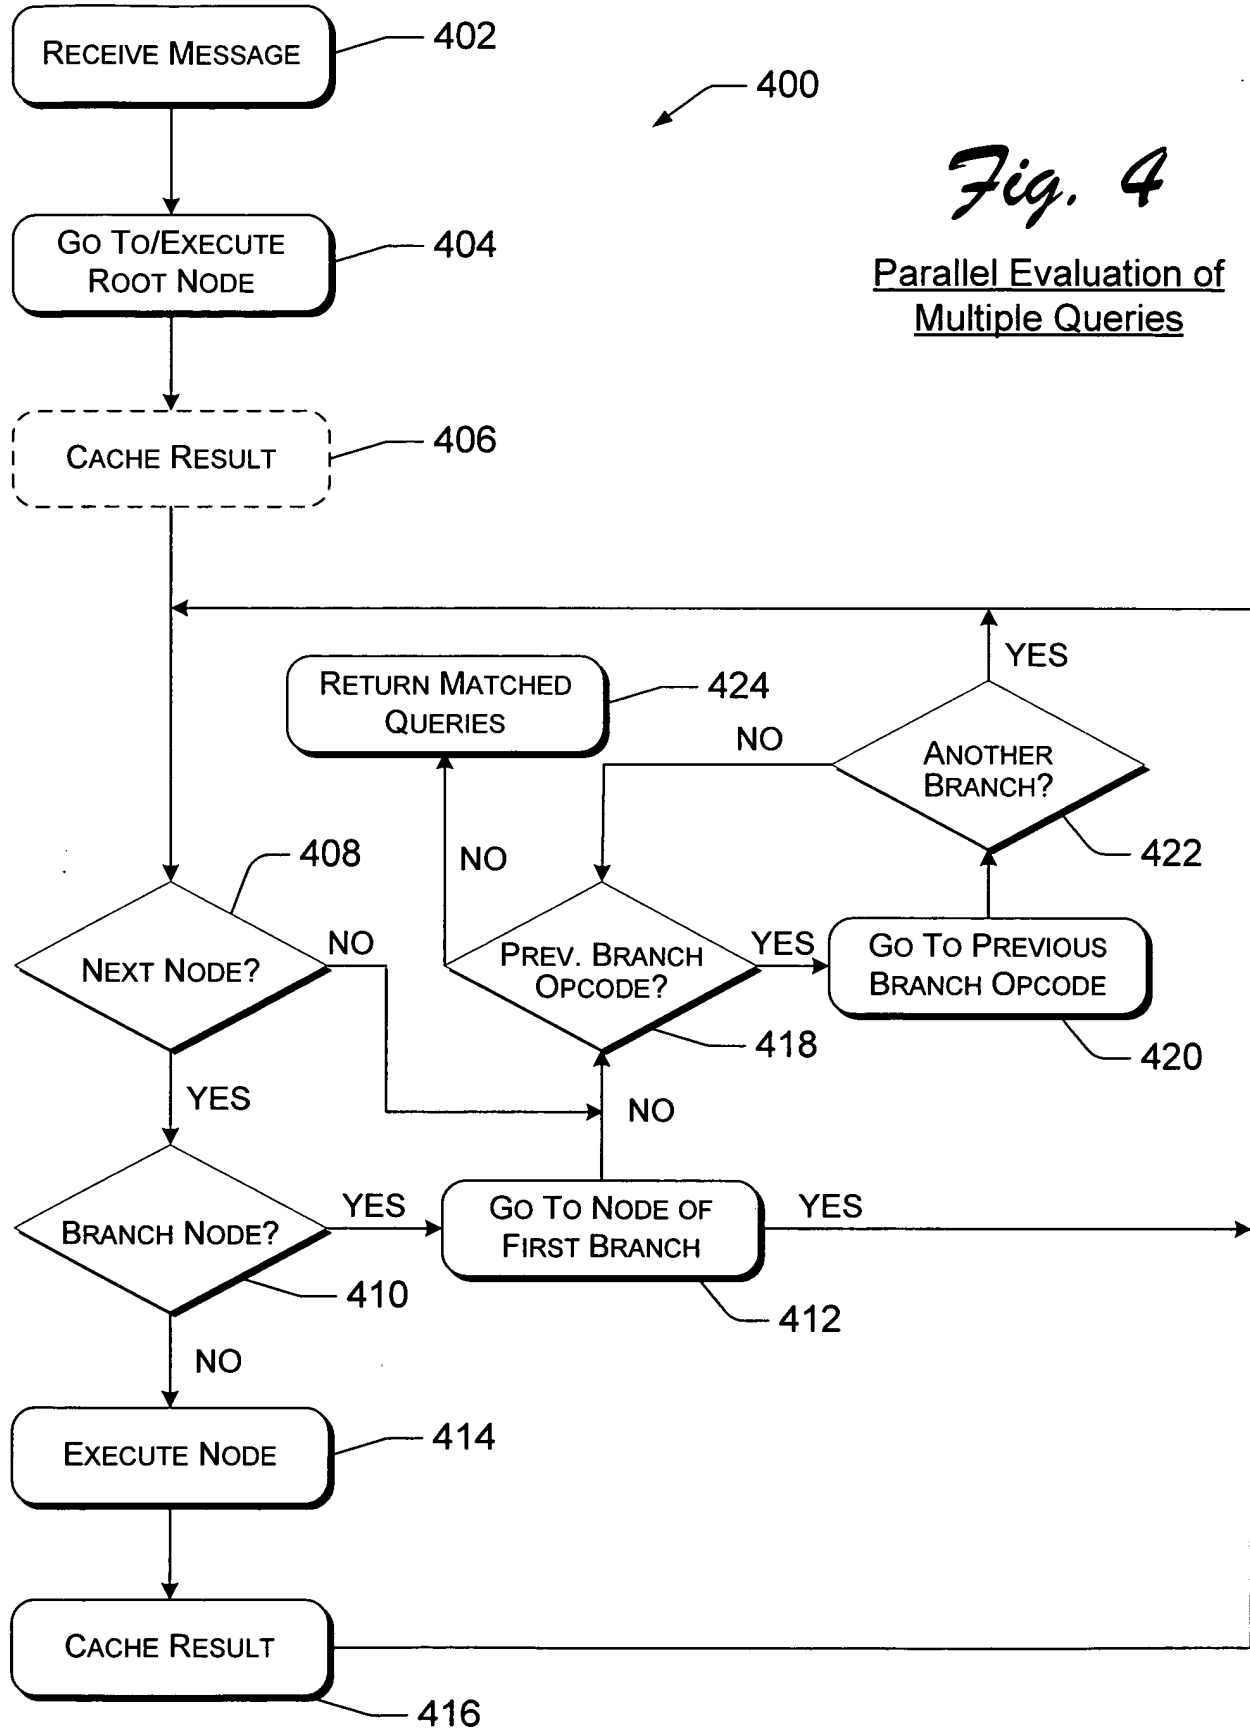 RECEIVE MESSAGE
402
400
Fig. 4
Parallel Evaluation of
Multiple Queries
GO TO/EXECUTE
ROOT NODE
404
CACHE RESULT
406
YES
RETURN MATCHED
QUERIES
424
NO
ANOTHER
BRANCH?
422
408
NO
NEXT NODE?
NO
PREV. BRANCH
OPCODE?
418
YES
GO TO PREVIOUS
BRANCH OPCODE
420
YES
NO
BRANCH NODE?
410
YES
GO TO NODE OF
FIRST BRANCH
412
YES
NO
EXECUTE NODE
414
CACHE RESULT
416